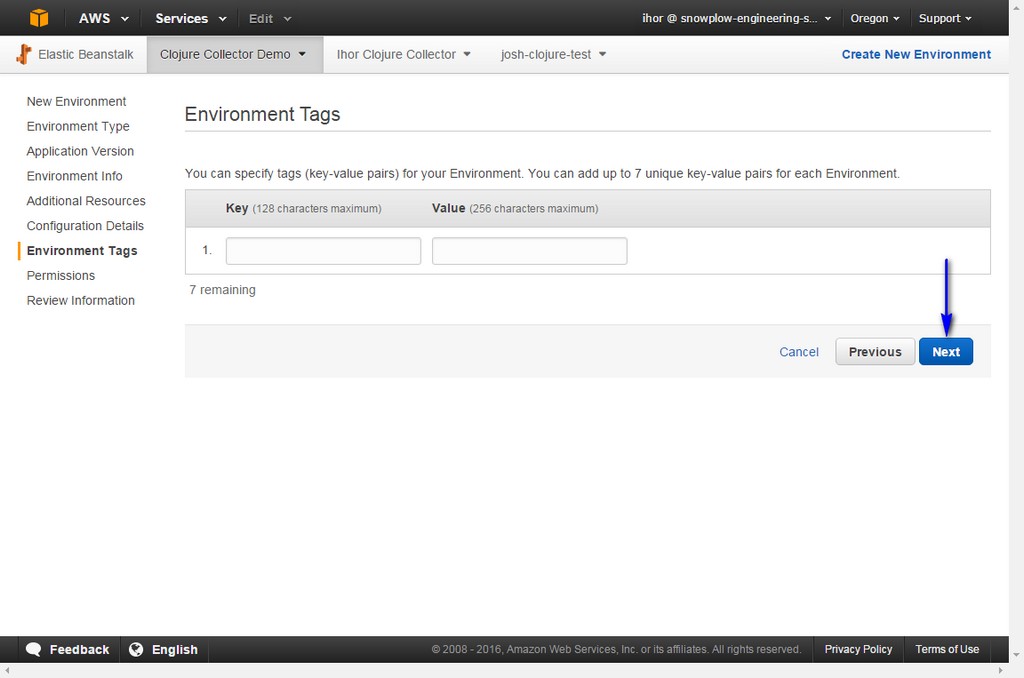 AWS Services Edit ihor @ snowplow-engineering-s... Oregon Support
Elastic Beanstalk Clojure Collector Demo Ihor Clojure Collector josh-clojure-test Create New Environment
New Environment
Environment Type
Application Version
Environment Info
Additional Resources
Configuration Details
Environment Tags
Permissions
Review Information
Environment Tags
You can specify tags (key-value pairs) for your Environment. You can add up to 7 unique key-value pairs for each Environment.
Key (128 characters maximum) Value (256 characters maximum)
1.
7 remaining
Cancel Previous Next
Feedback English © 2008 - 2016, Amazon Web Services, Inc. or its affiliates. All rights reserved. Privacy Policy Terms of Use